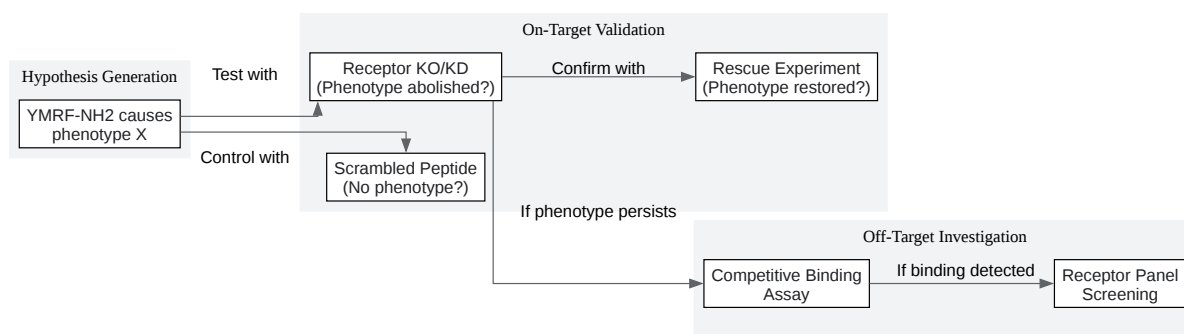 On-Target Validation
Hypothesis Generation
YMRF-NH2 causes
phenotype X
Test with
Control with
Receptor KO/KD
(Phenotype abolished?)
Confirm with
Rescue Experiment
(Phenotype restored?)
Scrambled Peptide
(No phenotype?)
If phenotype persists
Off-Target Investigation
Competitive Binding
Assay
If binding detected
Receptor Panel
Screening